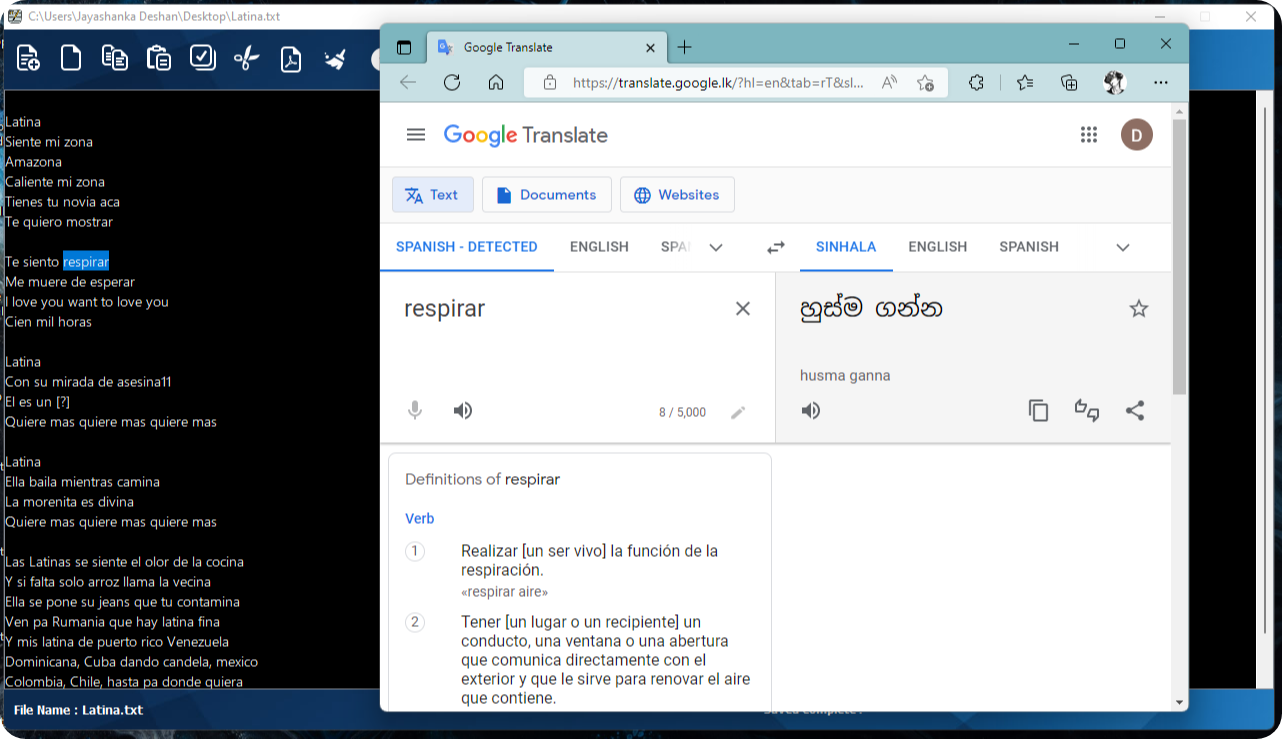 C:\Users\Jayashanka Deshan\Desktop\Latina.txt
Latina
Siente mi zona
Amazona
Caliente mi zona
Tienes tu novia aca
Te quiero mostrar
Te siento respirar
Me muere de esperar
I love you want to love you
Cien mil horas
Latina
Con su mirada de asesina11
El es un [?]
Quiere mas quiere mas quiere mas
Latina
Ella baila mientras camina
La morenita es divina
Quiere mas quiere mas quiere mas
Las Latinas se siente el olor de la cocina
Y si falta solo arroz llama la vecina
Ella se pone su jeans que tu contamina
Ven pa Rumania que hay latina fina
Y mis latina de puerto rico Venezuela
Dominicana, Cuba dando candela, mexico
Colombia, Chile, hasta pa donde quiera
File Name : Latina.txt
Google Translate
https://translate.google.lk/?hl=en&tab=rT&sl...
Google Translate
D
Text Documents Websites
SPANISH - DETECTED ENGLISH SPA SINHALA ENGLISH SPANISH
respirar
හුස්ම ගන්න
husma ganna
8 / 5,000
Definitions of respirar
Verb
1 Realizar [un ser vivo] la función de la
respiración.
«respirar aire»
2 Tener [un lugar o un recipiente] un
conducto, una ventana o una abertura
que comunica directamente con el
exterior y que le sirve para renovar el aire
que contiene.